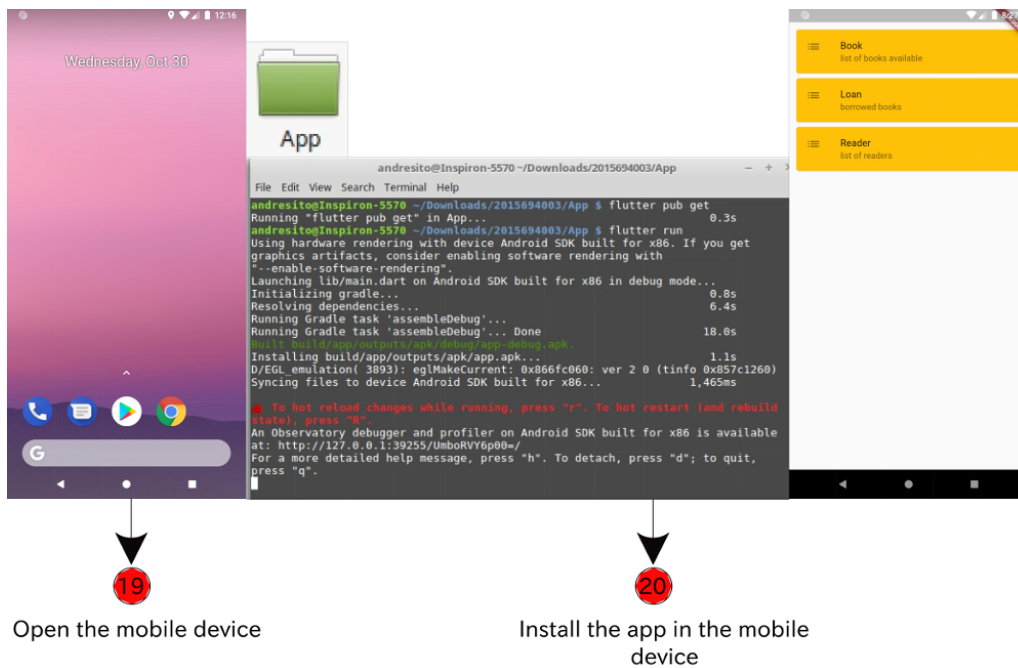 12:16
Wednesday, Oct 30
G
App
andresito@Inspiron-5570 ~/Downloads/2015694003/App
File Edit View Search Terminal Help
andresito@Inspiron-5570 ~/Downloads/2015694003/App $ flutter pub get
Running "flutter pub get" in App... 0.3s
andresito@Inspiron-5570 ~/Downloads/2015694003/App $ flutter run
Using hardware rendering with device Android SDK built for x86. If you get
graphics artifacts, consider enabling software rendering with
"--enable-software-rendering".
Launching lib/main.dart on Android SDK built for x86 in debug mode...
Initializing gradle... 0.8s
Resolving dependencies... 6.4s
Running Gradle task 'assembleDebug'...
Running Gradle task 'assembleDebug'... Done 18.0s
Built build/app/outputs/apk/debug/app-debug.apk.
Installing build/app/outputs/apk/app.apk... 1.1s
D/EGL_emulation( 3893): eglMakeCurrent: 0x866fc060: ver 2 0 (tinfo 0x857c1260)
Syncing files to device Android SDK built for x86... 1,465ms
To hot reload changes while running, press "r". To hot restart (and rebuild
state), press "R".
An Observatory debugger and profiler on Android SDK built for x86 is available
at: http://127.0.0.1:39255/UmboRVY6p00=/
For a more detailed help message, press "h". To detach, press "d"; to quit,
press "q".
Book
list of books available
Loan
borrowed books
Reader
list of readers
19
Open the mobile device
20
Install the app in the mobile
device